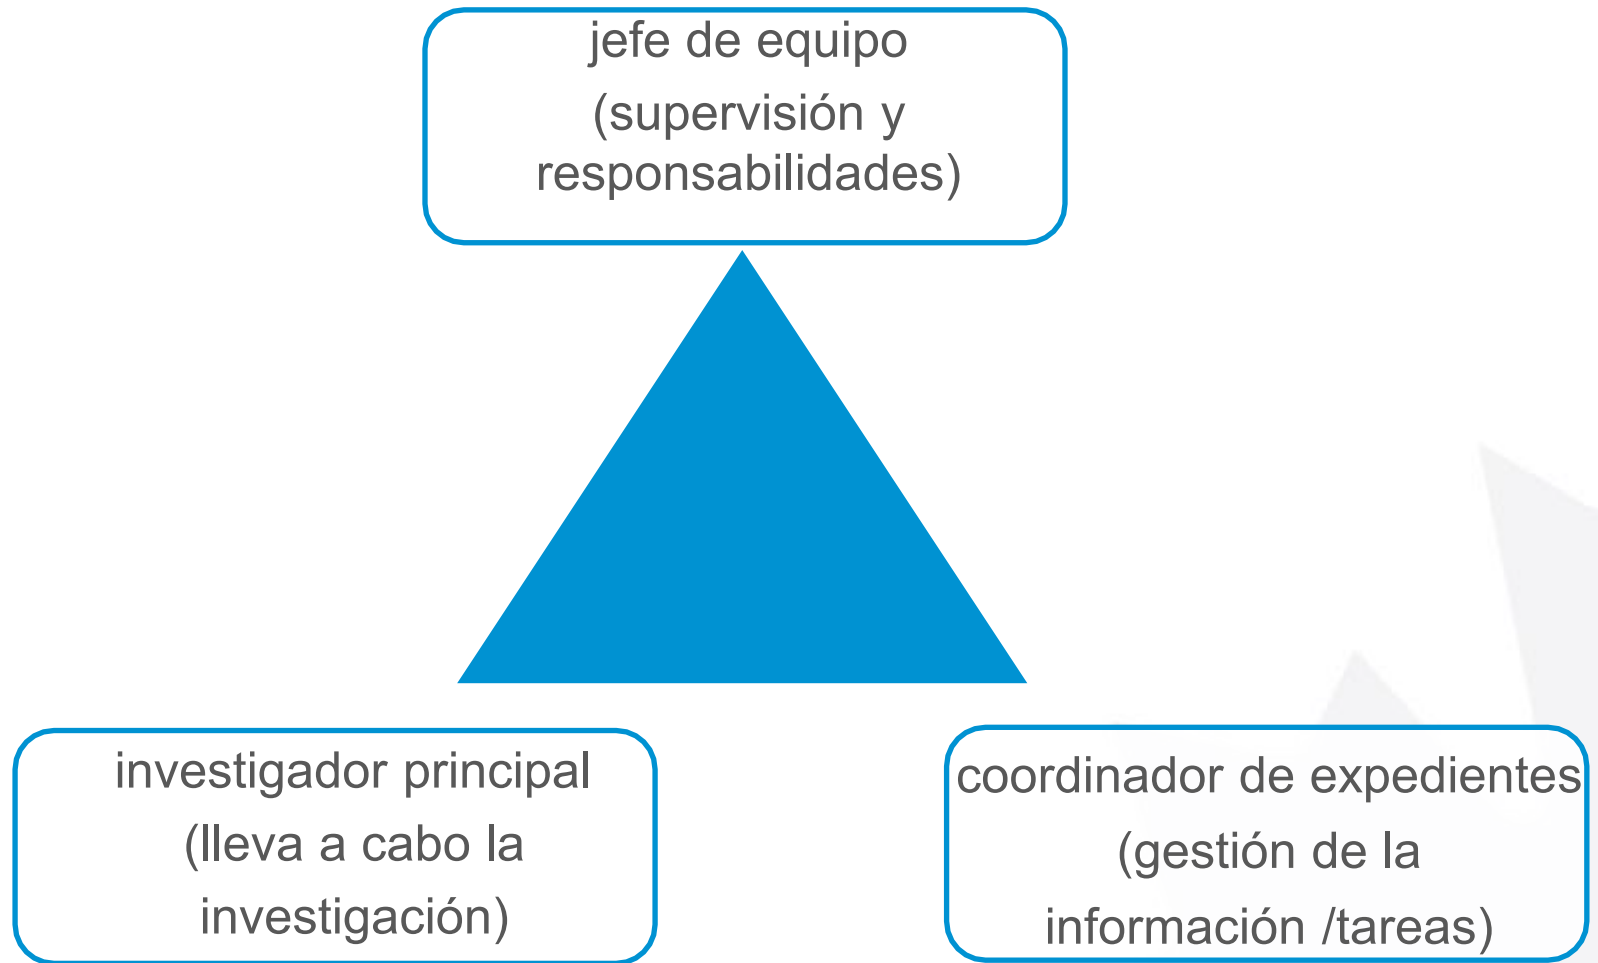 jefe de equipo
(supervisión y
responsabilidades)
investigador principal
(lleva a cabo la
investigación)
coordinador de expedientes
(gestión de la
información /tareas)